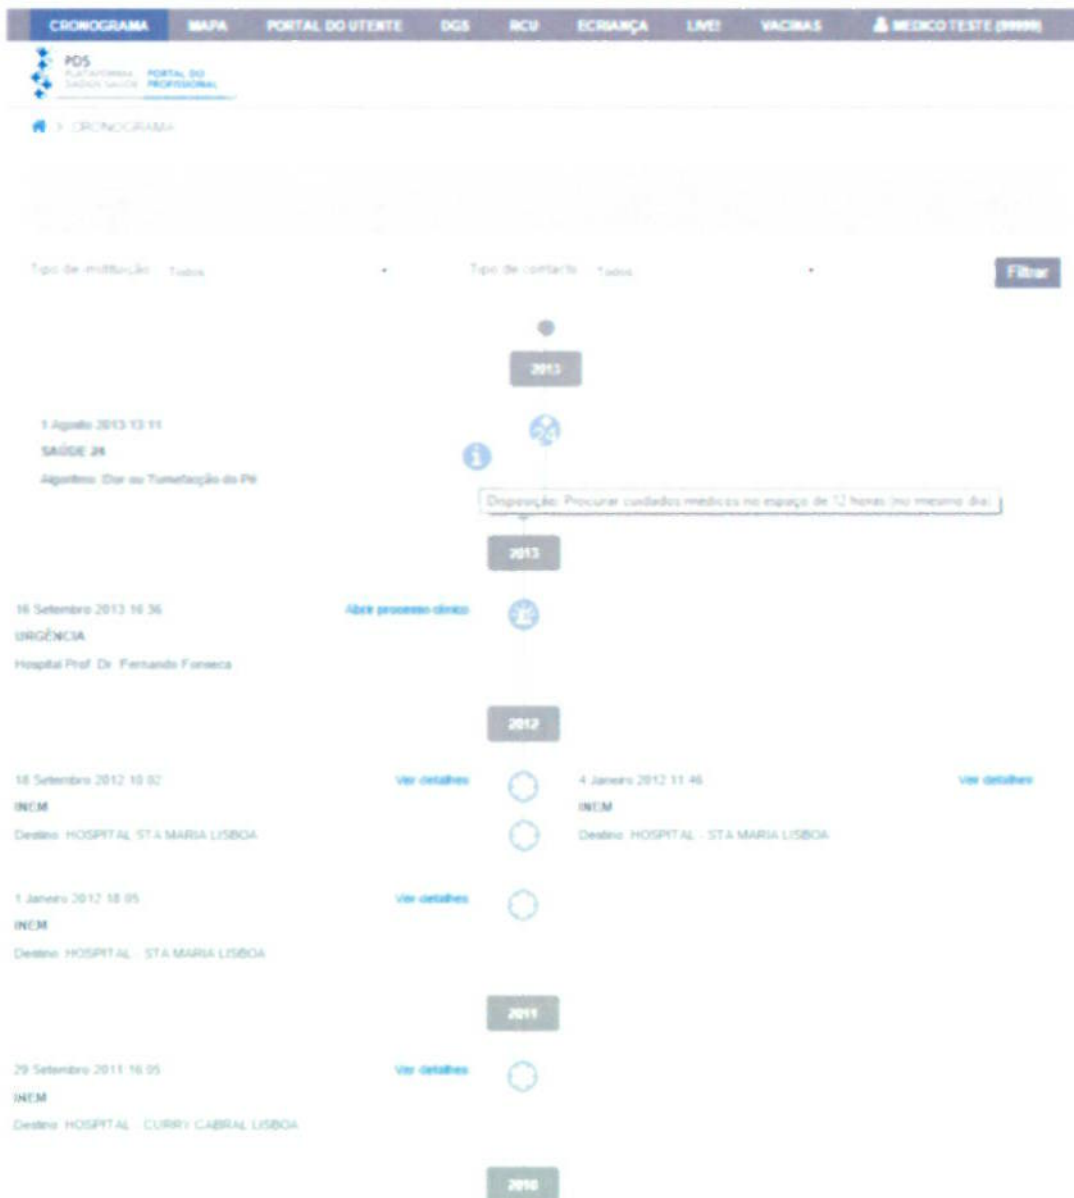 CRONOGRAMA MAPA PORTAL DO UTENTE DGS RCU ECRIANÇA LIVE! VACINAS MEDICO TESTE (99999)
PDS
PLATAFORMA DADOS SAÚDE
PORTAL DO PROFISSIONAL
> CRONOGRAMA
Tipo de instituição Todos Tipo de contacto Todos Filtrar
2013
1 Agosto 2013 13:11
SAÚDE 24
Algoritmo: Dor ou Tumefacção do Pé
Disposição: Procurar cuidados médicos no espaço de 12 horas (no mesmo dia)
2013
16 Setembro 2013 16:36 Abrir processo clínico
URGÊNCIA
Hospital Prof. Dr. Fernando Fonseca
2012
18 Setembro 2012 10:02 Ver detalhes
INEM
Destino: HOSPITAL STA MARIA LISBOA
4 Janeiro 2012 11:46 Ver detalhes
INEM
Destino: HOSPITAL - STA MARIA LISBOA
1 Janeiro 2012 18:05 Ver detalhes
INEM
Destino: HOSPITAL - STA MARIA LISBOA
2011
29 Setembro 2011 16:05 Ver detalhes
INEM
Destino: HOSPITAL - CURRY CABRAL LISBOA
2010